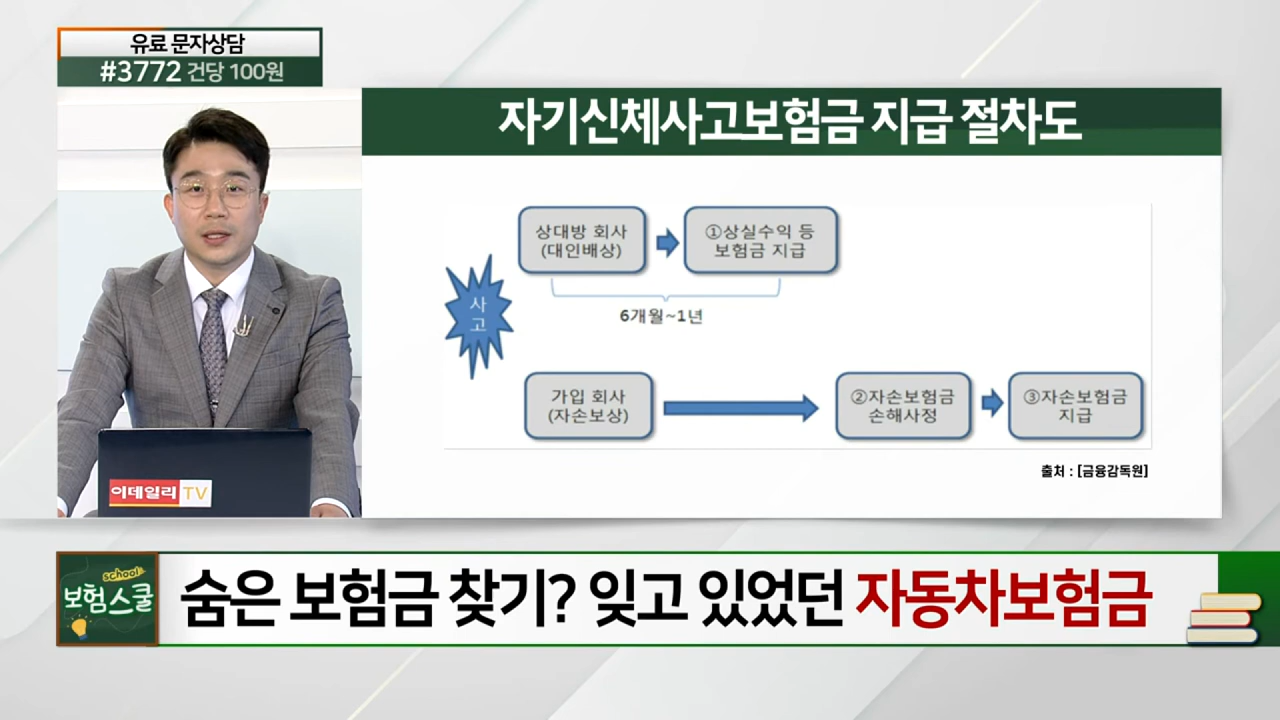 유료 문자상담
#3772 건당 100원
자기신체사고보험금 지급 절차도
상대방 회사
(대인배상)
①상실수익 등
보험금 지급
6개월~1년
사
고
가입 회사
(자손보상)
②자손보험금
손해사정
③자손보험금
지급
출처 : [금융감독원]
이데일리 TV
school
보험스쿨
숨은 보험금 찾기? 잊고 있었던 자동차보험금